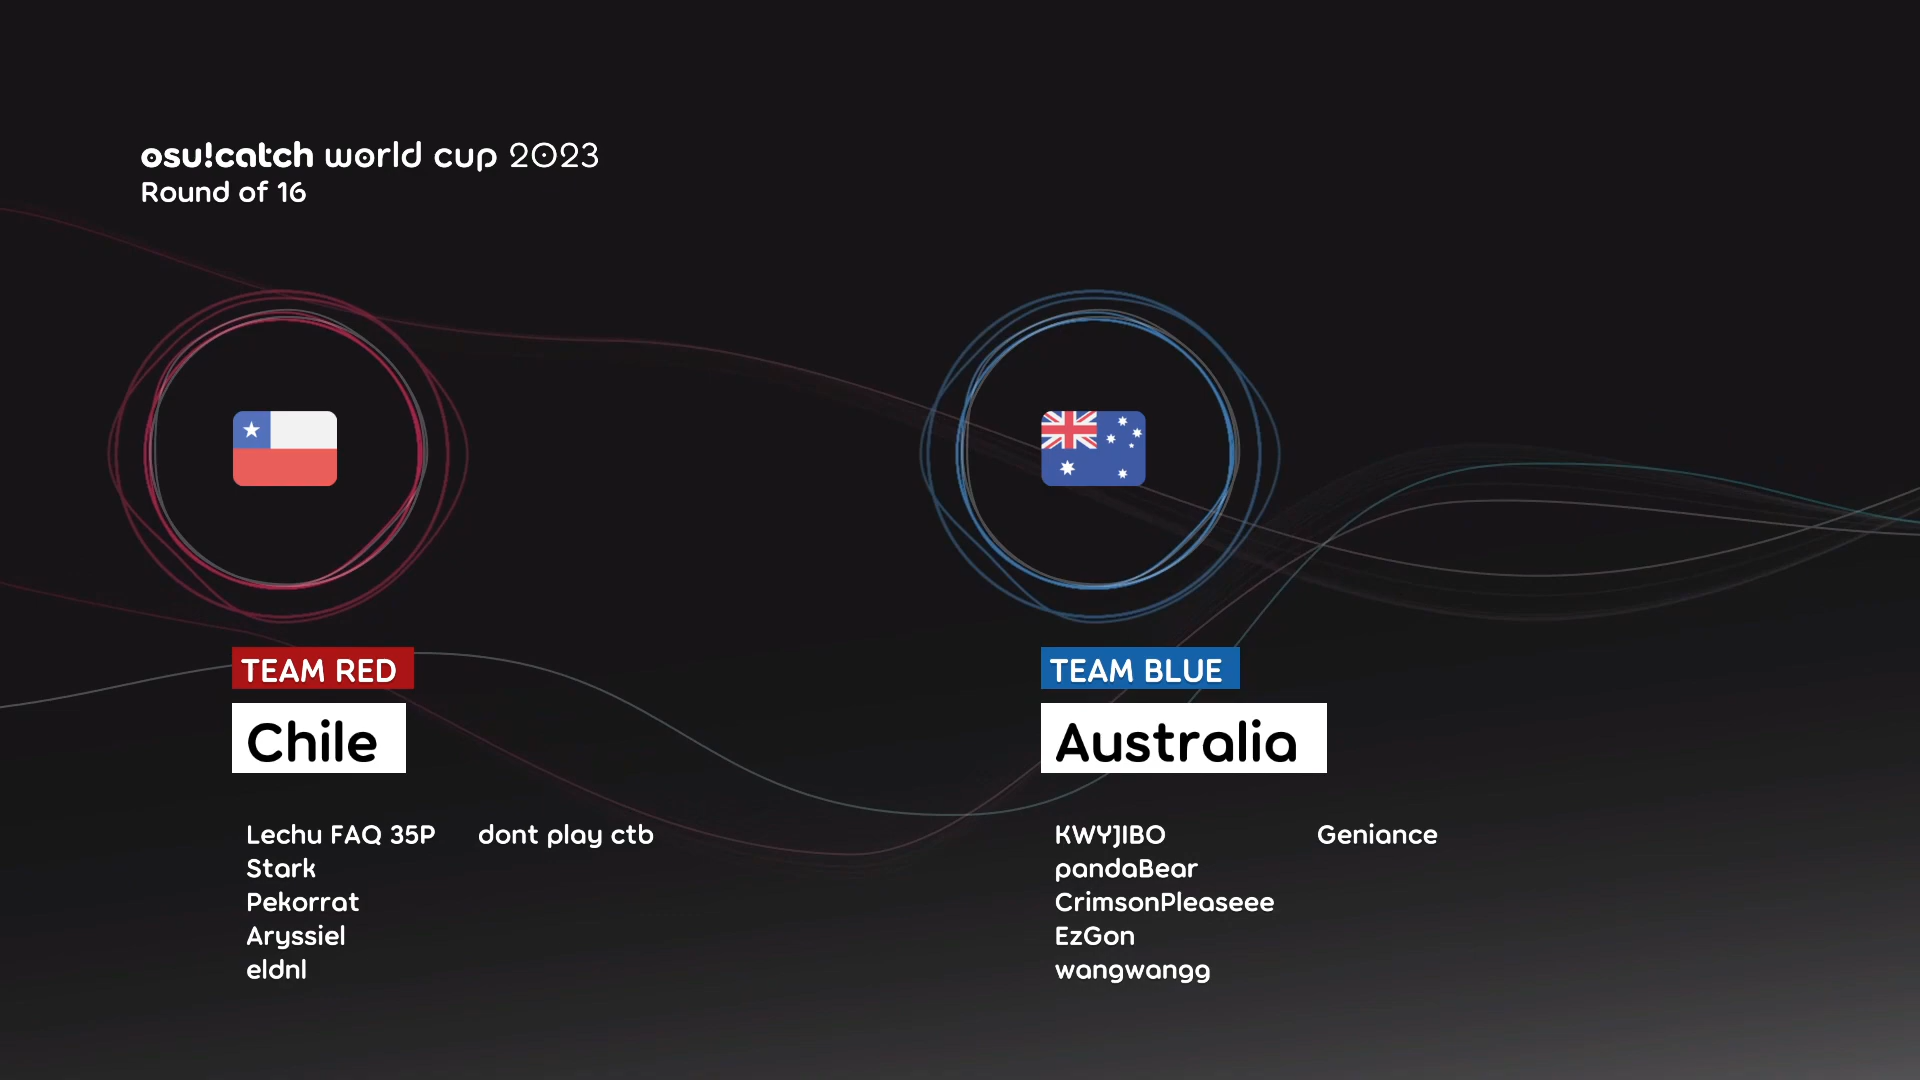 osu!catch world cup 2023
Round of 16
TEAM RED
Chile
Lechu FAQ 35P
Stark
Pekorrat
Aryssiel
eldnl
dont play ctb
TEAM BLUE
Australia
KWYJIBO
pandaBear
CrimsonPleaseee
EzGon
wangwangg
Geniance